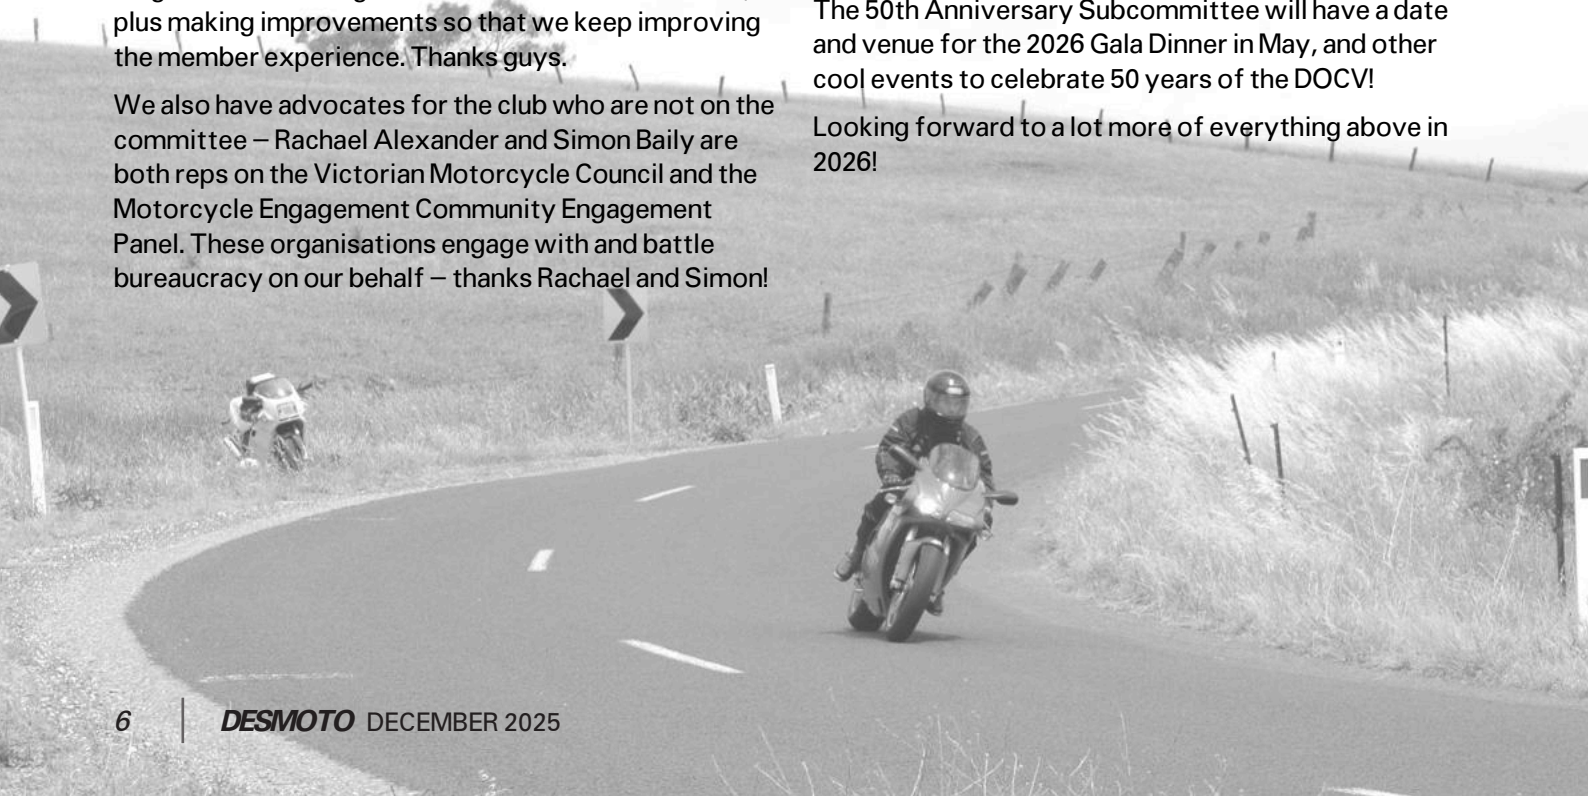 plus making improvements so that we keep improving
the member experience. Thanks guys.
We also have advocates for the club who are not on the
committee – Rachael Alexander and Simon Baily are
both reps on the Victorian Motorcycle Council and the
Motorcycle Engagement Community Engagement
Panel. These organisations engage with and battle
bureaucracy on our behalf – thanks Rachael and Simon!
The 50th Anniversary Subcommittee will have a date
and venue for the 2026 Gala Dinner in May, and other
cool events to celebrate 50 years of the DOCV!
Looking forward to a lot more of everything above in
2026!
6 DESMOTO DECEMBER 2025